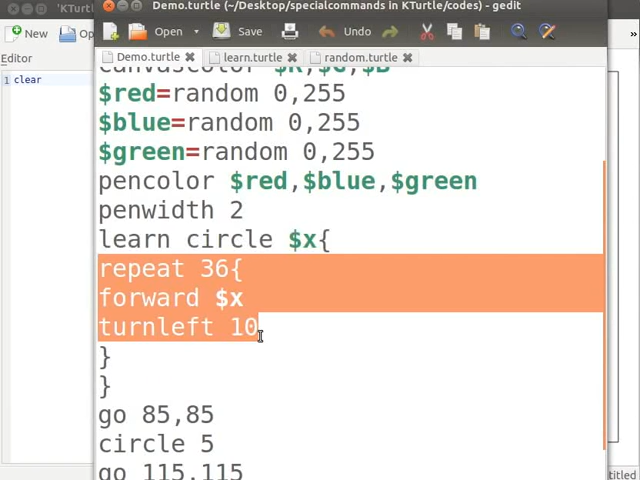 'KTurtle
Demo.turtle (~/Desktop/specialcommands in KTurtle/codes) - gedit
New
Open
Save
Undo
»
Editor
Demo.turtle
learn.turtle
random.turtle
1 clear
canvascolor $R,$G,$B
$red=random 0,255
$blue=random 0,255
$green=random 0,255
pencolor $red,$blue,$green
penwidth 2
learn circle $x{
repeat 36{
forward $x
turnleft 10
}
}
go 85,85
circle 5
go 115,115